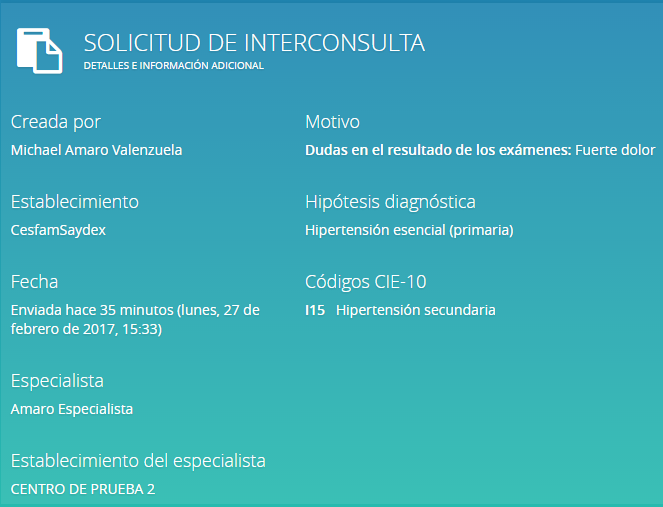 SOLICITUD DE INTERCONSULTA
DETALLES E INFORMACIÓN ADICIONAL
Creada por
Michael Amaro Valenzuela
Motivo
Dudas en el resultado de los exámenes: Fuerte dolor
Establecimiento
CesfamSaydex
Hipótesis diagnóstica
Hipertensión esencial (primaria)
Fecha
Enviada hace 35 minutos (lunes, 27 de
febrero de 2017, 15:33)
Códigos CIE-10
I15 Hipertensión secundaria
Especialista
Amaro Especialista
Establecimiento del especialista
CENTRO DE PRUEBA 2